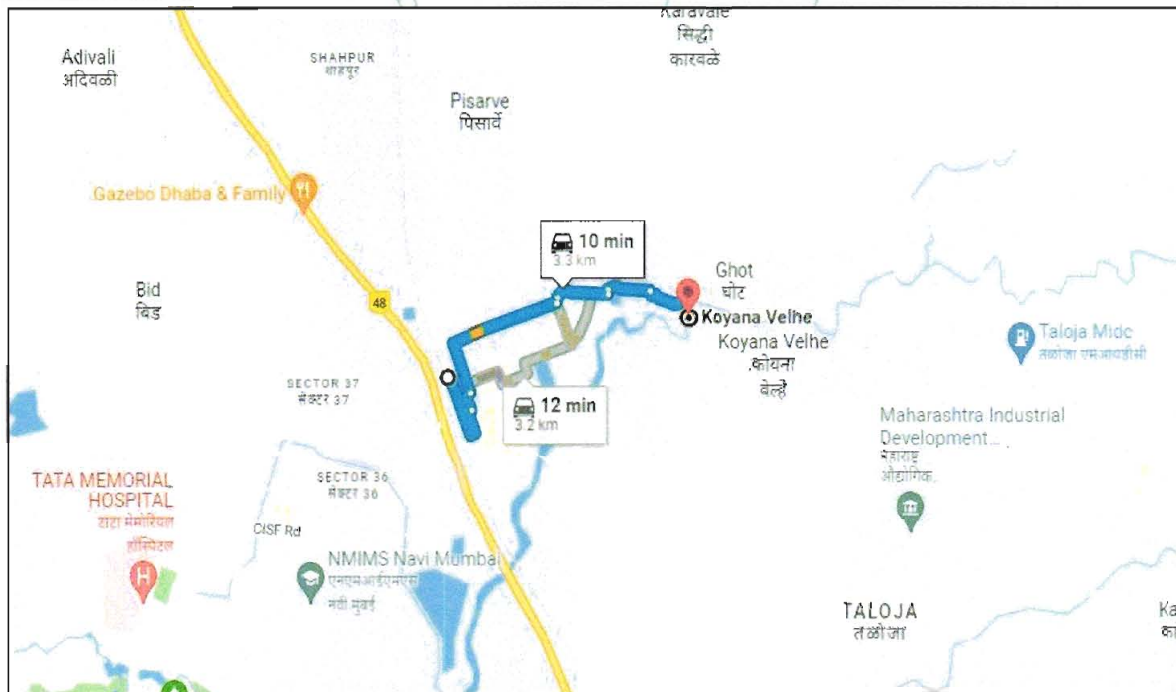 Karavale
सिद्धी
कारवळे
Adivali
अदिवळी
SHAHPUR
शाहपूर
Pisarve
पिसार्वे
Gazebo Dhaba & Family
10 min
3.3 km
Ghot
घोट
Bid
बिड
48
Koyana Velhe
Koyana Velhe
कोयना
वेल्हे
Taloja Midc
तळोजा एमआयडीसी
SECTOR 37
सेक्टर 37
12 min
3.2 km
Maharashtra Industrial
Development...
महाराष्ट्र
औद्योगिक.
TATA MEMORIAL
HOSPITAL
टाटा मेमोरियल
हॉस्पिटल
H
SECTOR 36
सेक्टर 36
CISF Rd
NMIMS Navi Mumbai
एनएमआईएमएस
नवी मुंबई
TALOJA
तळोजा
Ka
का